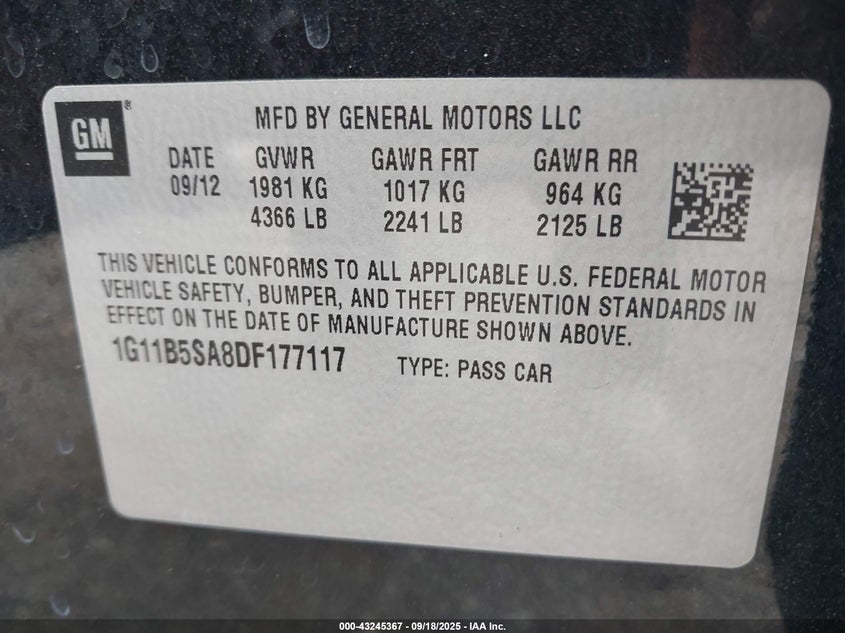 GM®
MFD BY GENERAL MOTORS LLC
DATE GVWR GAWR FRT GAWR RR
09/12 1981 KG 1017 KG 964 KG
4366 LB 2241 LB 2125 LB
THIS VEHICLE CONFORMS TO ALL APPLICABLE U.S. FEDERAL MOTOR
VEHICLE SAFETY, BUMPER, AND THEFT PREVENTION STANDARDS IN
EFFECT ON THE DATE OF MANUFACTURE SHOWN ABOVE.
1G11B5SA8DF177117 TYPE: PASS CAR
000-43245367 - 09/18/2025 - IAA Inc.